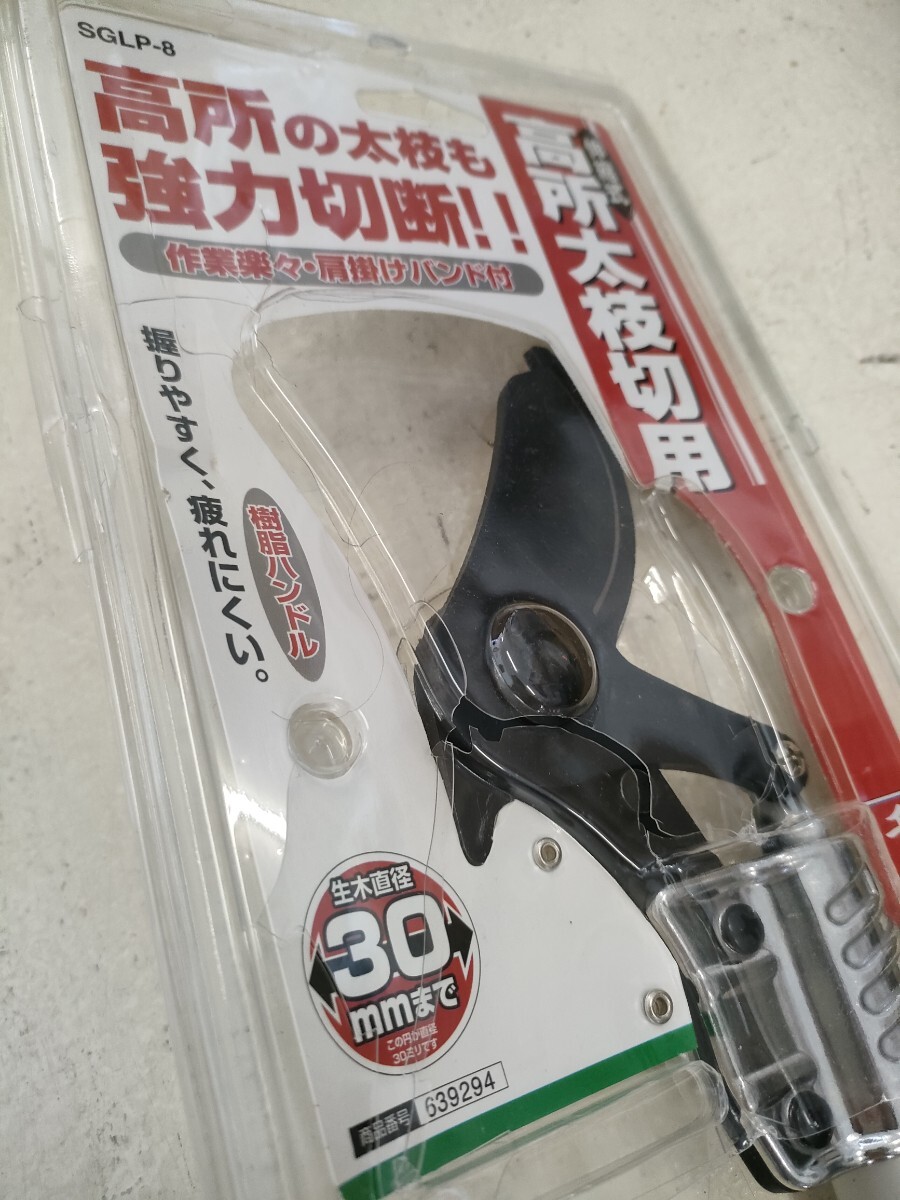 SGLP-8
高所の太枝も
強力切断!!
作業楽々・肩掛けバンド付
高所太枝切用
握りやすく、疲れにくい。
樹脂ハンドル
生木直径
30
mmまで
この円が直径
30ミリです
商品番号 639294